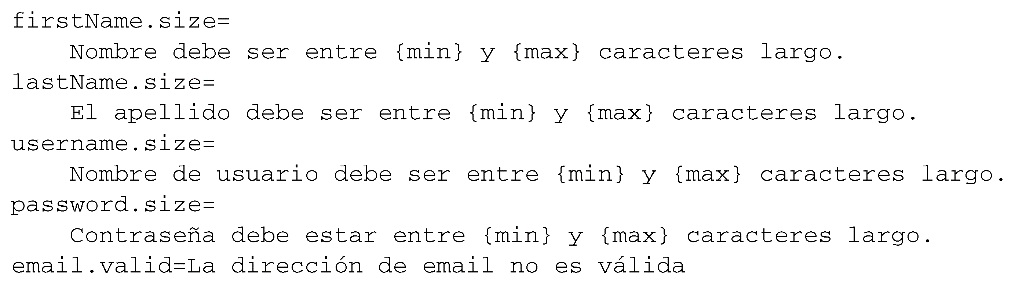 firstName.size=
Nombre debe ser entre {min} y {max} caracteres largo.
lastName.size=
El apellido debe ser entre {min} y {max} caracteres largo.
username.size=
Nombre de usuario debe ser entre {min} y {max} caracteres largo.
password.size=
Contraseña debe estar entre {min} y {max} caracteres largo.
email.valid=La dirección de email no es válida